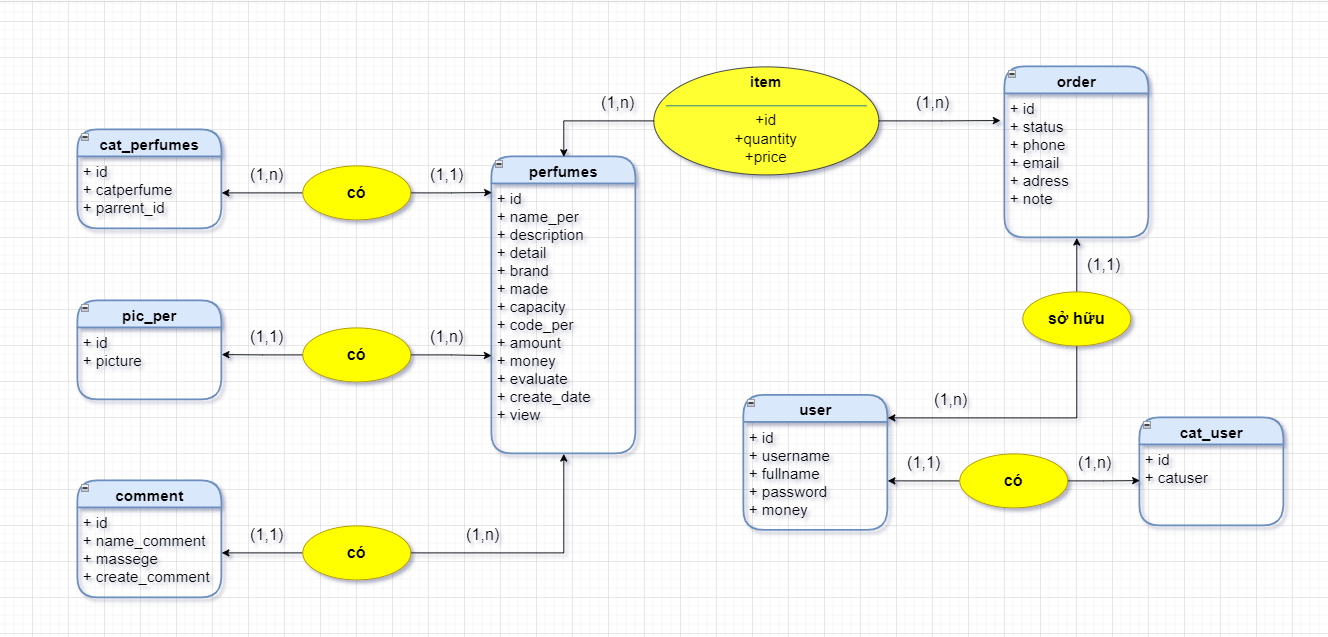 item
+id
+quantity
+price
(1,n)
(1,n)
order
+ id
+ status
+ phone
+ email
+ adress
+ note
cat_perfumes
+ id
+ catperfume
+ parrent_id
(1,n)
có
(1,1)
perfumes
+ id
+ name_per
+ description
+ detail
+ brand
+ made
+ capacity
+ code_per
+ amount
+ money
+ evaluate
+ create_date
+ view
(1,1)
sở hữu
(1,n)
pic_per
+ id
+ picture
(1,1)
có
(1,n)
user
+ id
+ username
+ fullname
+ password
+ money
(1,1)
có
(1,n)
cat_user
+ id
+ catuser
comment
+ id
+ name_comment
+ massege
+ create_comment
(1,1)
có
(1,n)